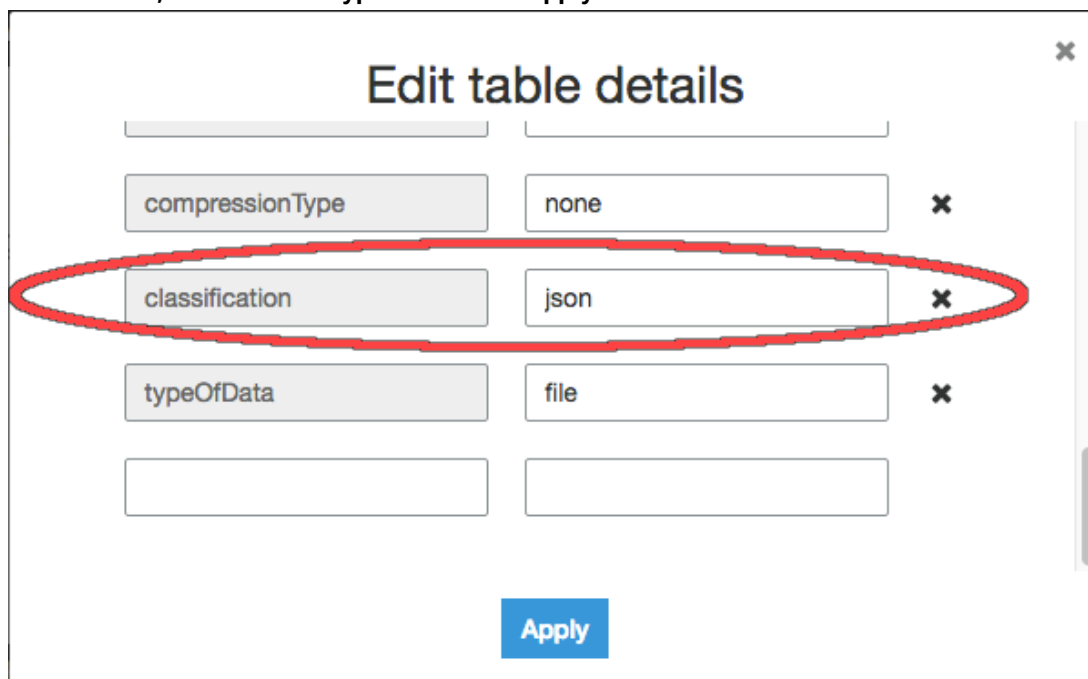 Edit table details
compressionType none
classification json
typeOfData file
Apply